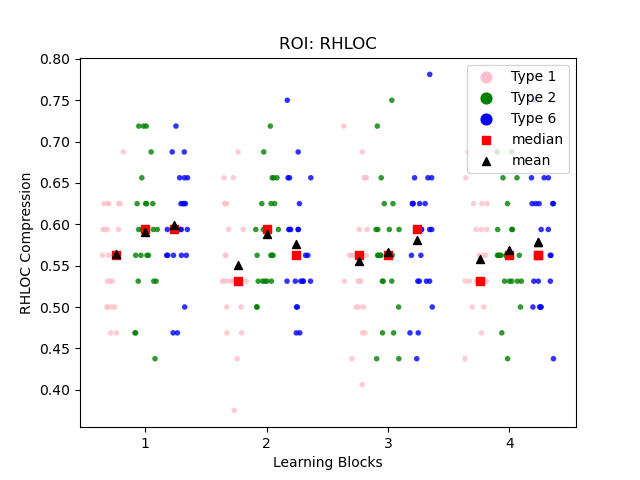 ROI: RHLOC
0.80
0.75
0.70
0.65
0.60
0.55
0.50
0.45
0.40
RHLOC Compression
Type 1
Type 2
Type 6
median
mean
1
2
3
4
Learning Blocks